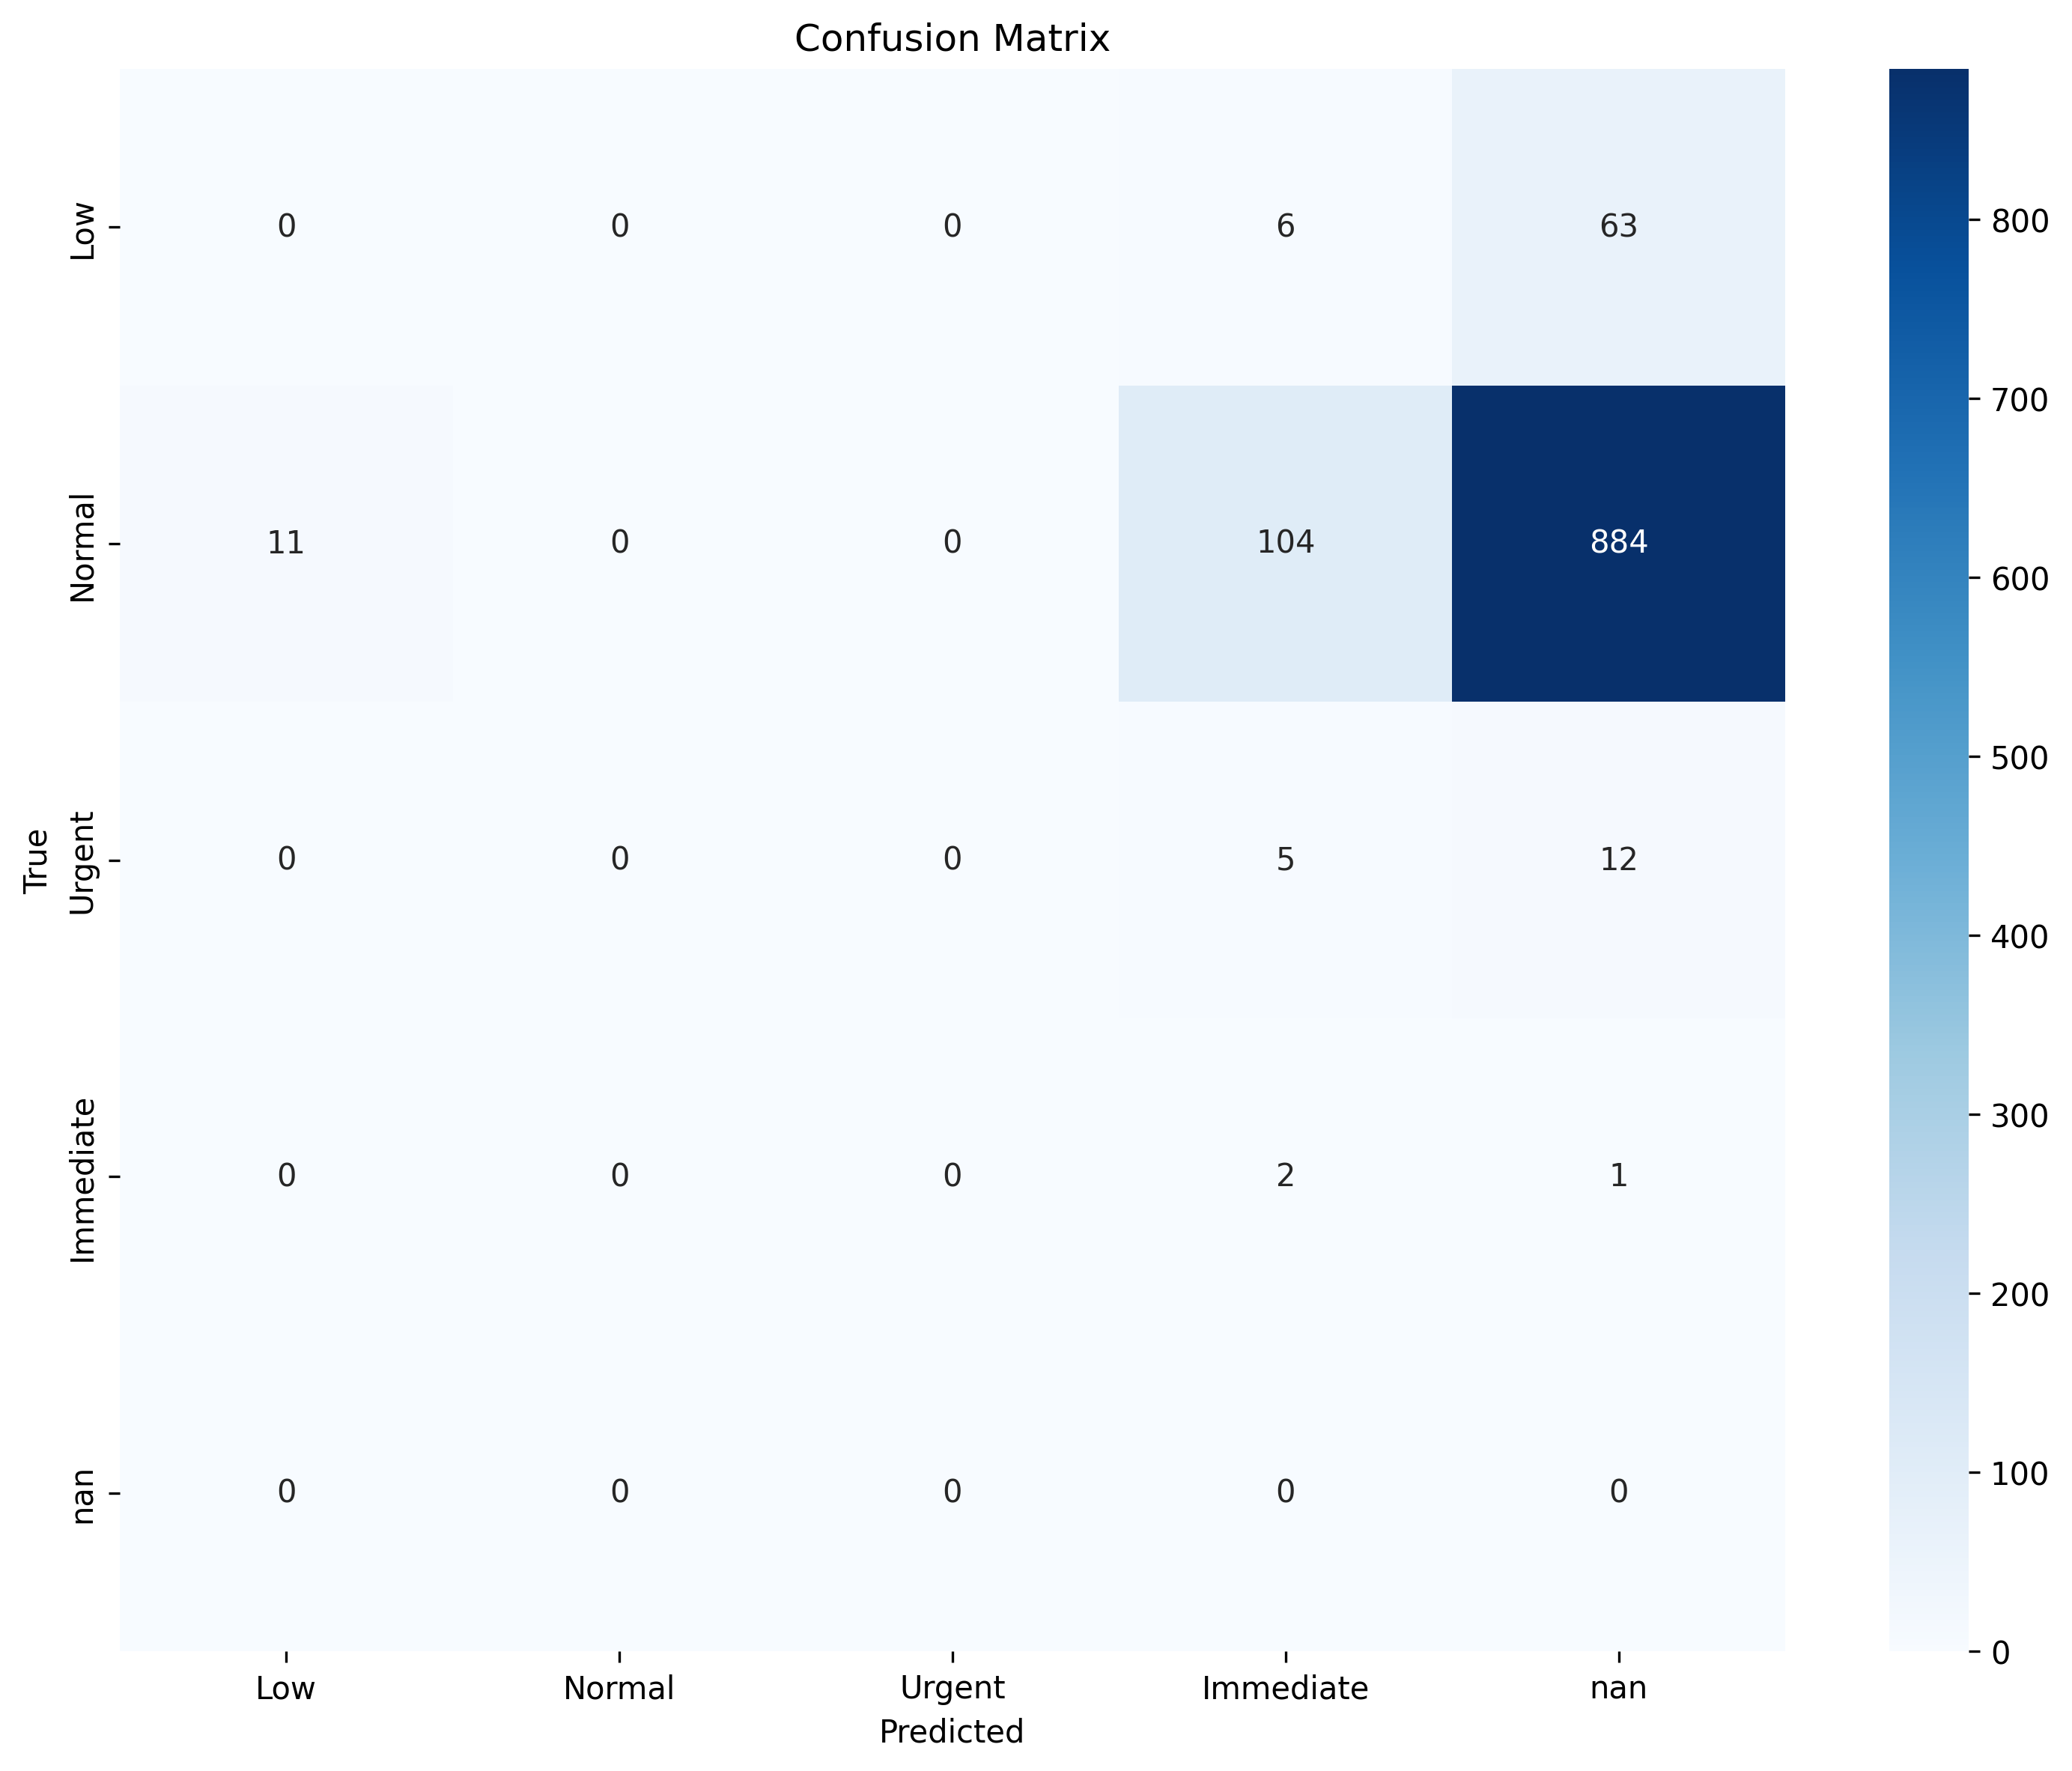 Confusion Matrix
Low 0 0 0 6 63
Normal 11 0 0 104 884
Urgent 0 0 0 5 12
Immediate 0 0 0 2 1
nan 0 0 0 0 0
True
Low Normal Urgent Immediate nan
Predicted
800
700
600
500
400
300
200
100
0